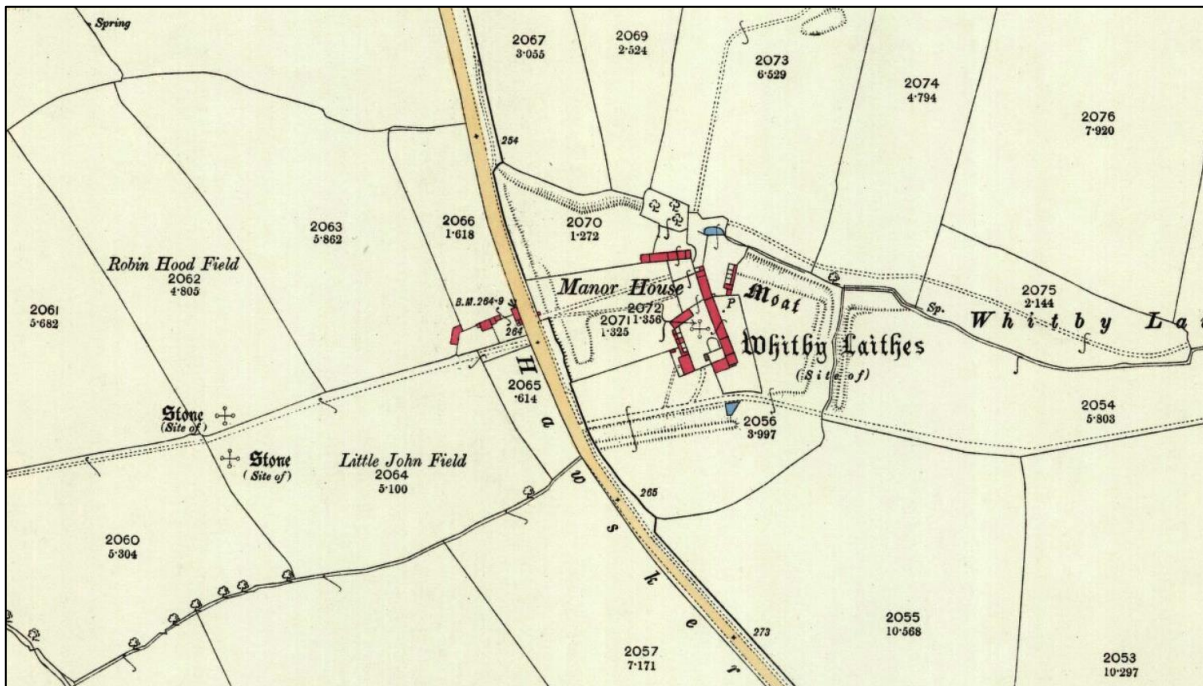 Spring
2067
3·055
2069
2·524
2073
6·529
2074
4·794
2076
7·920
254
2063
5·862
2066
1·618
2070
1·272
Robin Hood Field
2062
4·805
2061
5·682
B.M. 264·9
264
Manor House
2072
1·356
2071
1·325
P
Moat
Whitby Laithes
(Site of)
Sp.
2075
2·144
Whitby La
2065
·614
2056
3·997
2054
5·803
Stone
(Site of)
Stone
(Site of)
Little John Field
2064
5·100
265
2060
5·304
Hawsker
2057
7·171
273
2055
10·568
2053
10·297